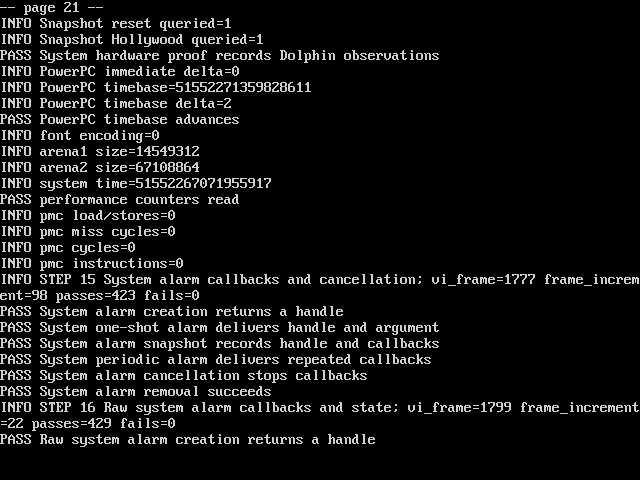 -- page 21 --
INFO Snapshot reset queried=1
INFO Snapshot Hollywood queried=1
PASS System hardware proof records Dolphin observations
INFO PowerPC immediate delta=0
INFO PowerPC timebase=51552271359828611
INFO PowerPC timebase delta=2
PASS PowerPC timebase advances
INFO font encoding=0
INFO arena1 size=14549312
INFO arena2 size=67108864
INFO system time=51552267071955917
PASS performance counters read
INFO pmc load/stores=0
INFO pmc miss cycles=0
INFO pmc cycles=0
INFO pmc instructions=0
INFO STEP 15 System alarm callbacks and cancellation; vi_frame=1777 frame_increm
ent=98 passes=423 fails=0
PASS System alarm creation returns a handle
PASS System one-shot alarm delivers handle and argument
PASS System alarm snapshot records handle and callbacks
PASS System periodic alarm delivers repeated callbacks
PASS System alarm cancellation stops callbacks
PASS System alarm removal succeeds
INFO STEP 16 Raw system alarm callbacks and state; vi_frame=1799 frame_increment
=22 passes=429 fails=0
PASS Raw system alarm creation returns a handle